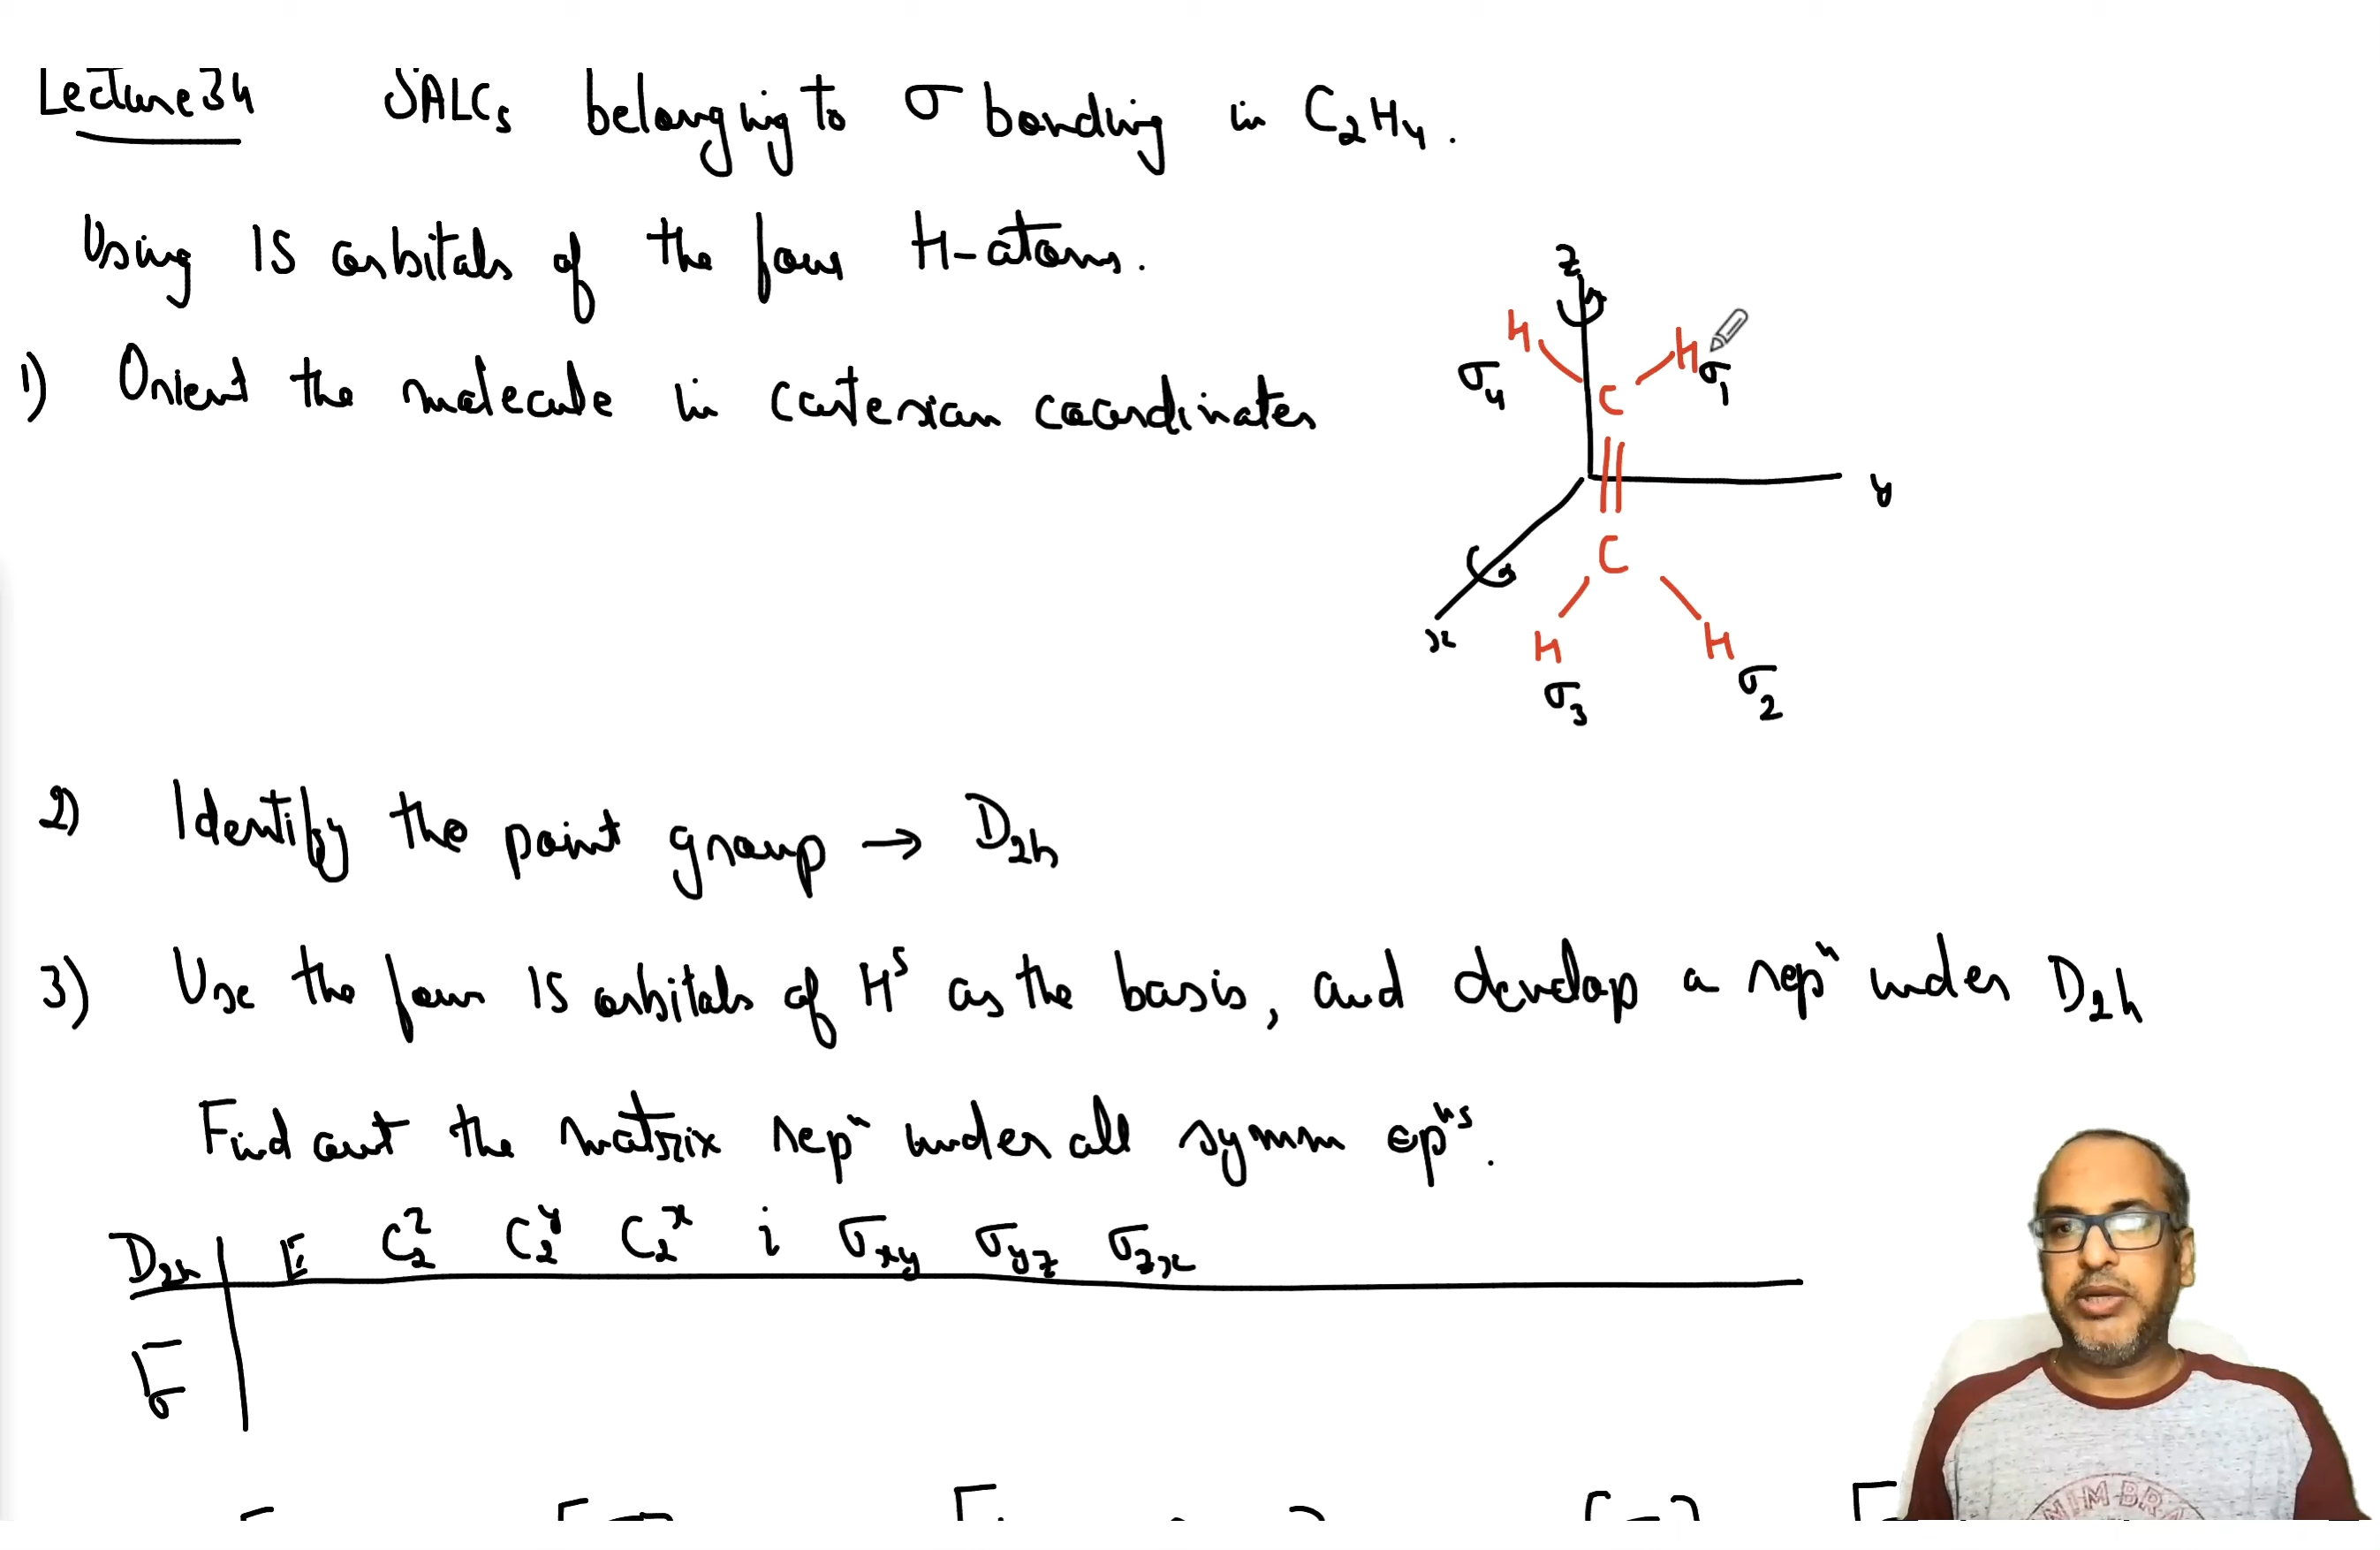 Lecture 34 SALCs belonging to σ bonding in C₂H₄.
Using 1S orbitals of the four H-atoms.
1) Orient the molecule in cartesian coordinates
z
H H
σ₄ C σ₁
y
C
x H H
σ₃ σ₂
2) Identify the point group → D₂h
3) Use the four 1S orbitals of Hˢ as the basis, and develop a repⁿ under D₂h
Find out the matrix repⁿ under all symm opⁿˢ.
D₂h E C₂ᶻ C₂ʸ C₂ˣ i σxy σyz σzx
Γσ